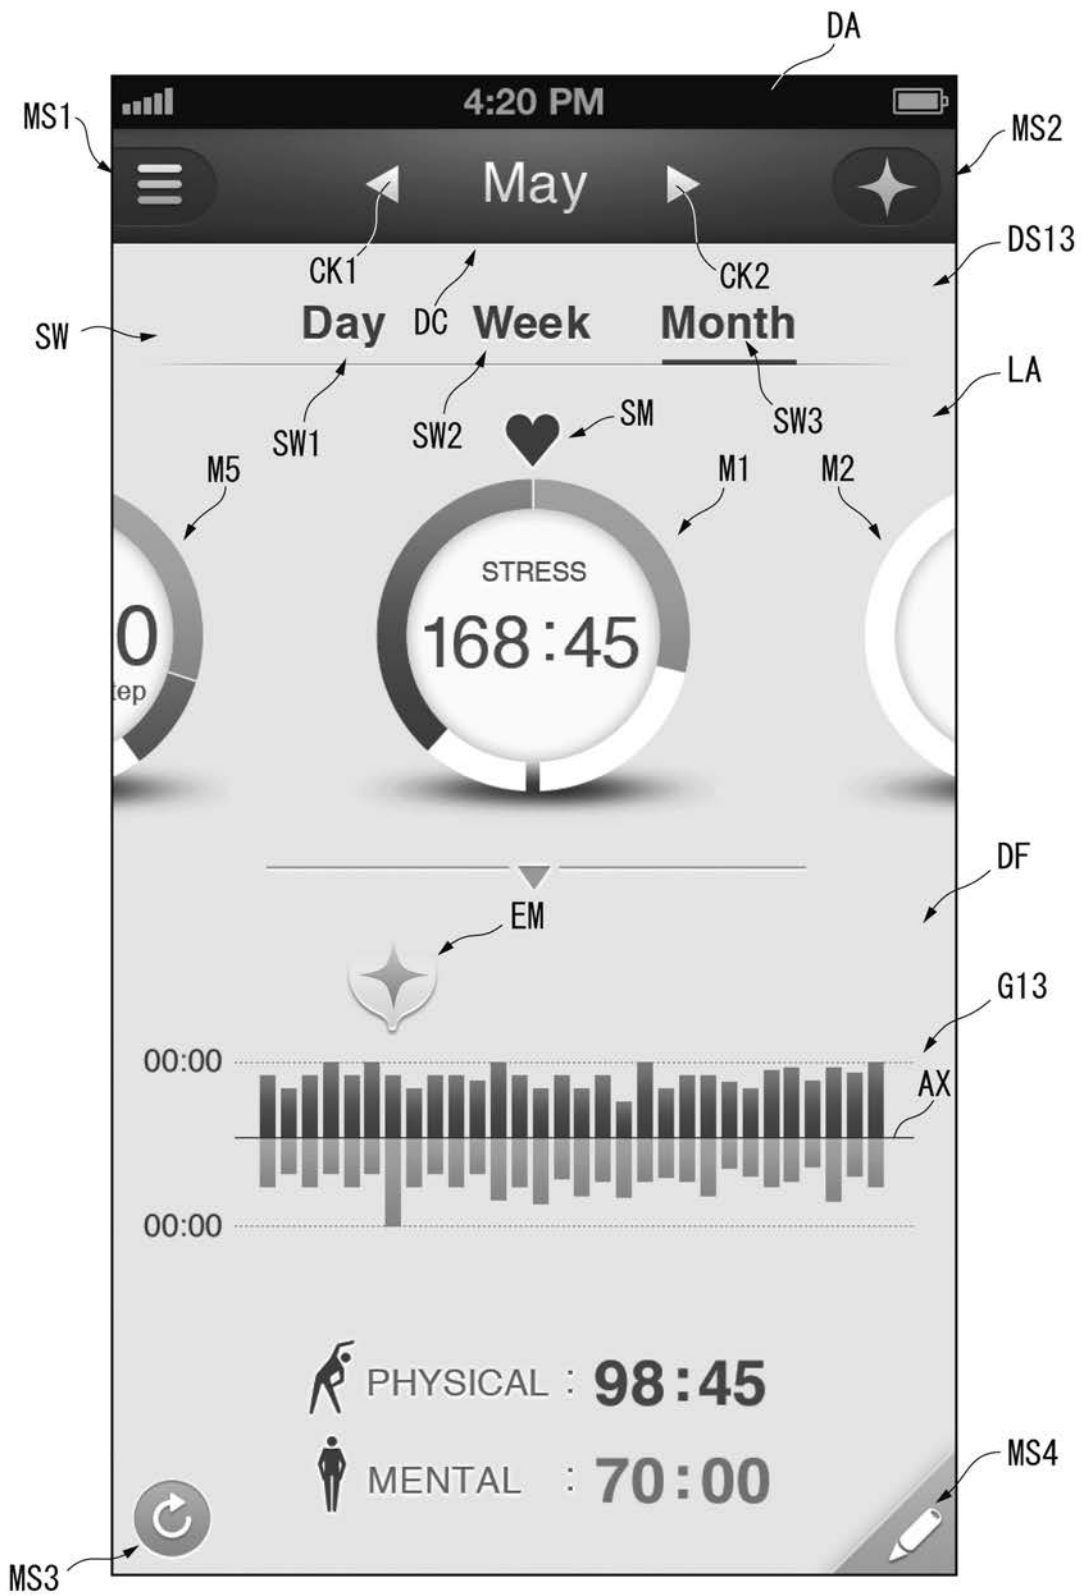 DA
4:20 PM
MS1
MS2
May
DS13
CK1
CK2
SW
Day
DC
Week
Month
LA
SW1
SW2
SM
SW3
M5
M1
M2
STRESS
168:45
0
tep
DF
EM
G13
00:00
AX
00:00
PHYSICAL : 98:45
MENTAL : 70:00
MS4
MS3